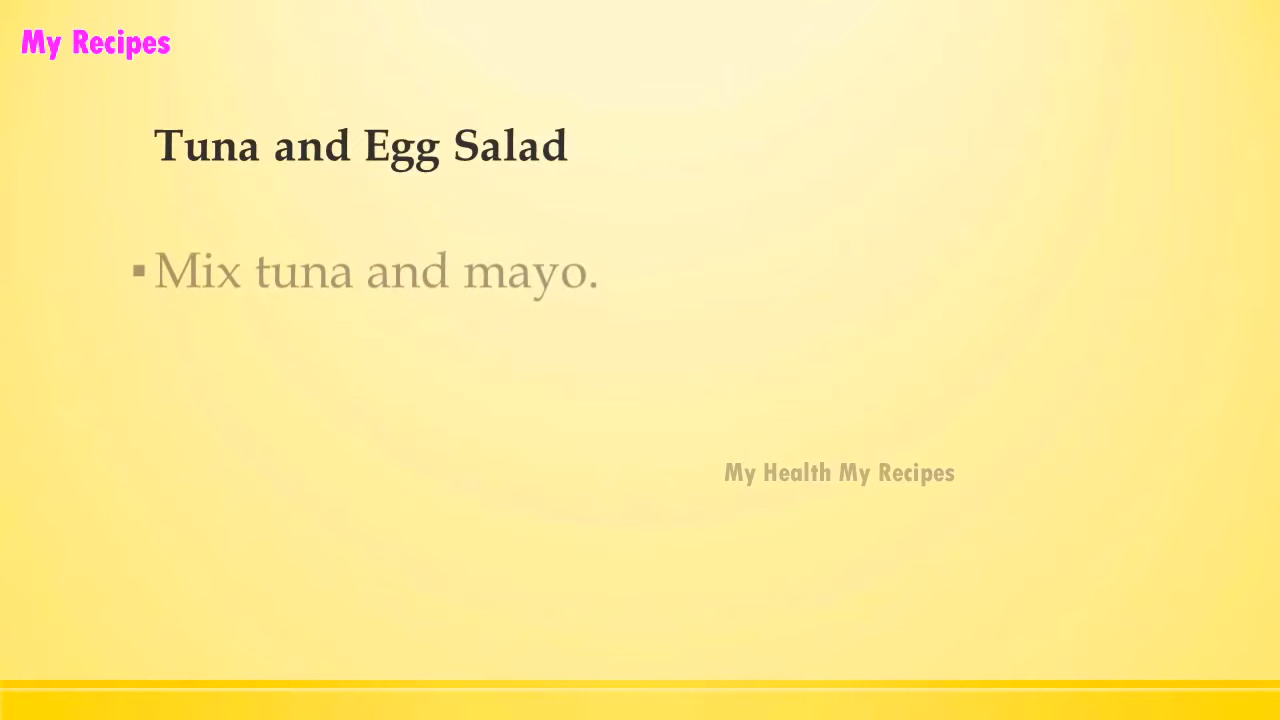 My Recipes
Tuna and Egg Salad
▪ Mix tuna and mayo.
My Health My Recipes